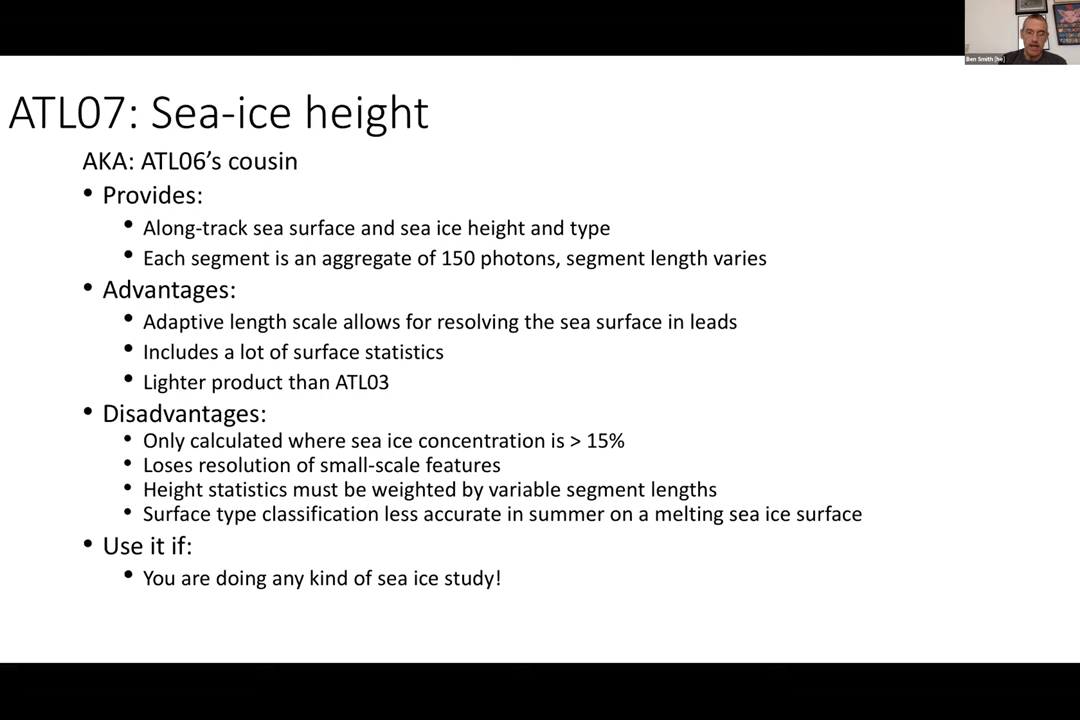 Ben Smith [he]
ATL07: Sea-ice height
AKA: ATL06's cousin
• Provides:
• Along-track sea surface and sea ice height and type
• Each segment is an aggregate of 150 photons, segment length varies
• Advantages:
• Adaptive length scale allows for resolving the sea surface in leads
• Includes a lot of surface statistics
• Lighter product than ATL03
• Disadvantages:
• Only calculated where sea ice concentration is > 15%
• Loses resolution of small-scale features
• Height statistics must be weighted by variable segment lengths
• Surface type classification less accurate in summer on a melting sea ice surface
• Use it if:
• You are doing any kind of sea ice study!